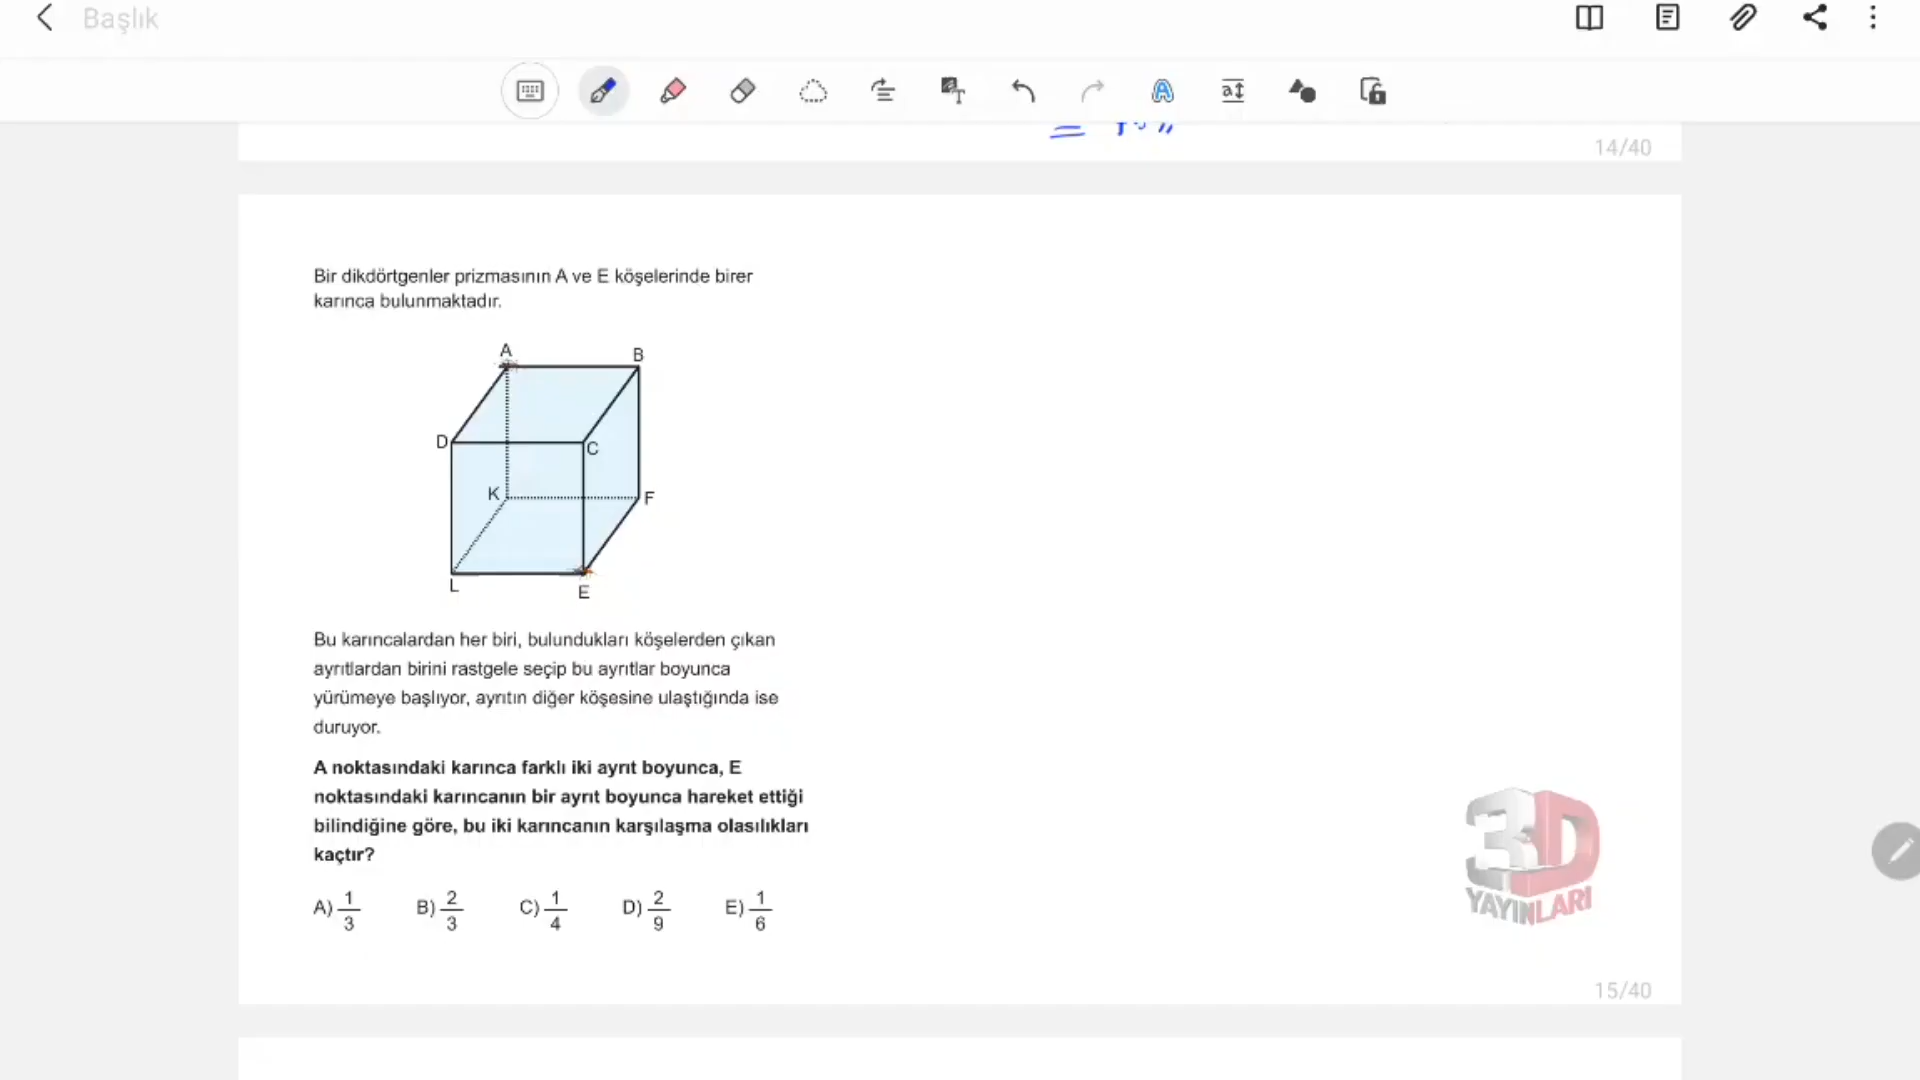 Başlık
14/40
Bir dikdörtgenler prizmasının A ve E köşelerinde birer
karınca bulunmaktadır.
A
B
D
C
K
F
L
E
Bu karıncalardan her biri, bulundukları köşelerden çıkan
ayrıtlardan birini rastgele seçip bu ayrıtlar boyunca
yürümeye başlıyor, ayrıtın diğer köşesine ulaştığında ise
duruyor.
A noktasındaki karınca farklı iki ayrıt boyunca, E
noktasındaki karıncanın bir ayrıt boyunca hareket ettiği
bilindiğine göre, bu iki karıncanın karşılaşma olasılıkları
kaçtır?
A) 1/3 B) 2/3 C) 1/4 D) 2/9 E) 1/6
3D
YAYINLARI
15/40